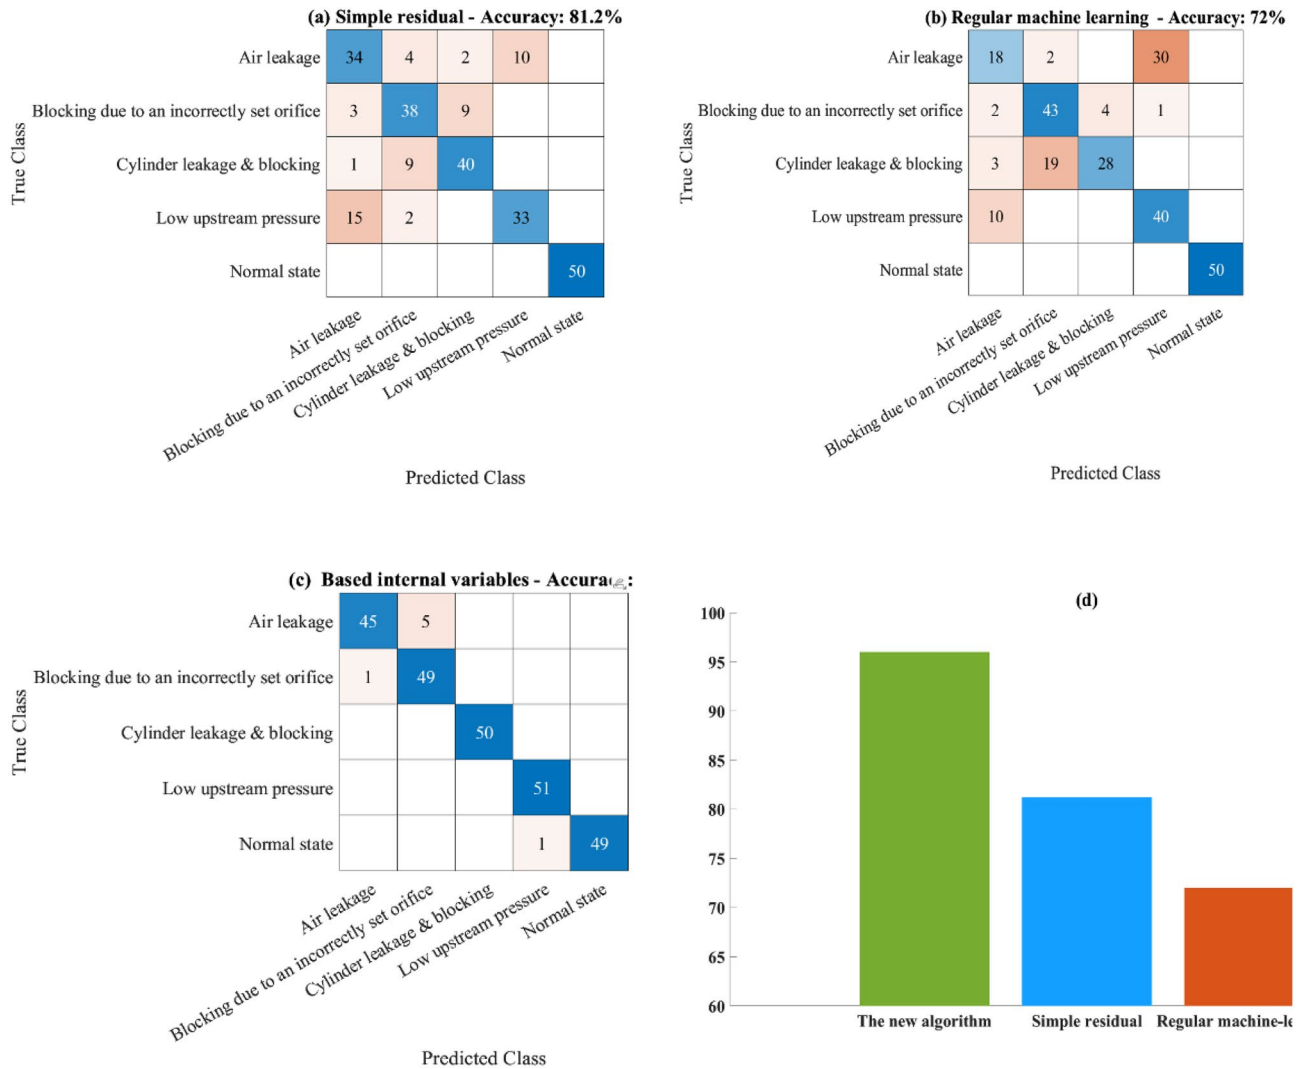 (a) Simple residual - Accuracy: 81.2%
True Class
Air leakage 34 4 2 10
Blocking due to an incorrectly set orifice 3 38 9
Cylinder leakage & blocking 1 9 40
Low upstream pressure 15 2 33
Normal state 50
Air leakage
Blocking due to an incorrectly set orifice
Cylinder leakage & blocking
Low upstream pressure
Normal state
Predicted Class
(b) Regular machine learning - Accuracy: 72%
True Class
Air leakage 18 2 30
Blocking due to an incorrectly set orifice 2 43 4 1
Cylinder leakage & blocking 3 19 28
Low upstream pressure 10 40
Normal state 50
Air leakage
Blocking due to an incorrectly set orifice
Cylinder leakage & blocking
Low upstream pressure
Normal state
Predicted Class
(c) Based internal variables - Accurac :
True Class
Air leakage 45 5
Blocking due to an incorrectly set orifice 1 49
Cylinder leakage & blocking 50
Low upstream pressure 51
Normal state 1 49
Air leakage
Blocking due to an incorrectly set orifice
Cylinder leakage & blocking
Low upstream pressure
Normal state
Predicted Class
(d)
100
95
90
85
80
75
70
65
60
The new algorithm Simple residual Regular machine-le